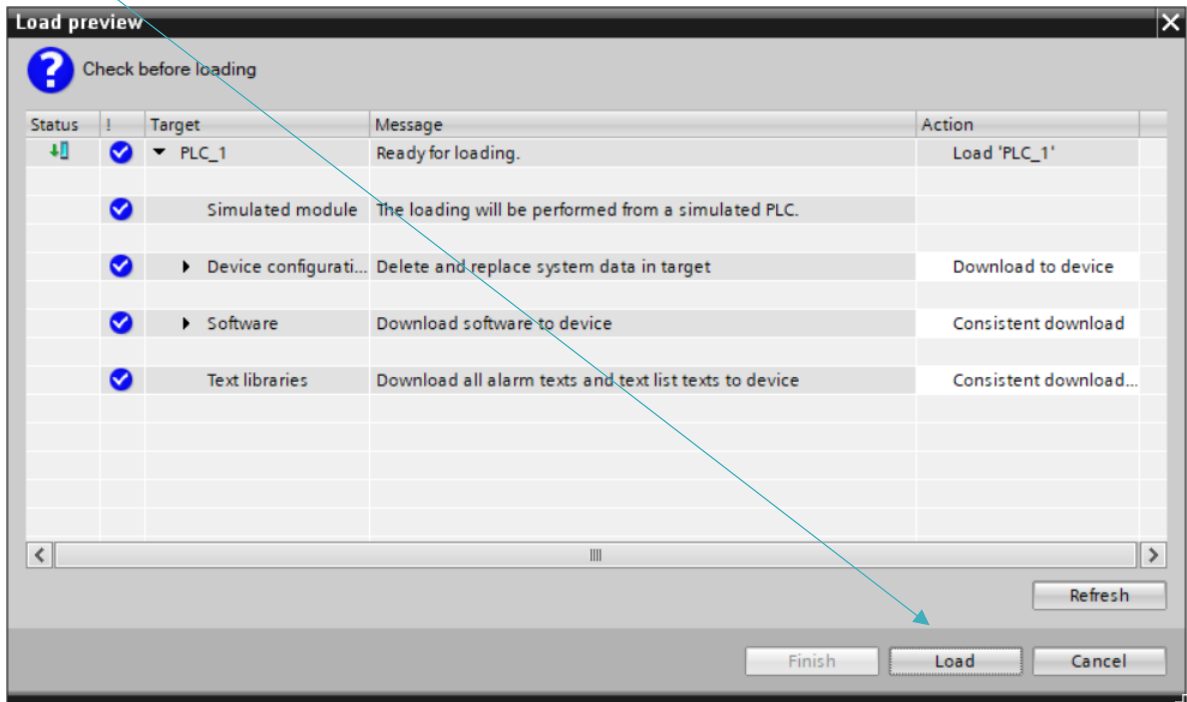 Load preview
Check before loading
Status ! Target Message Action
PLC_1 Ready for loading. Load 'PLC_1'
Simulated module The loading will be performed from a simulated PLC.
Device configurati... Delete and replace system data in target Download to device
Software Download software to device Consistent download
Text libraries Download all alarm texts and text list texts to device Consistent download...
Refresh
Finish Load Cancel